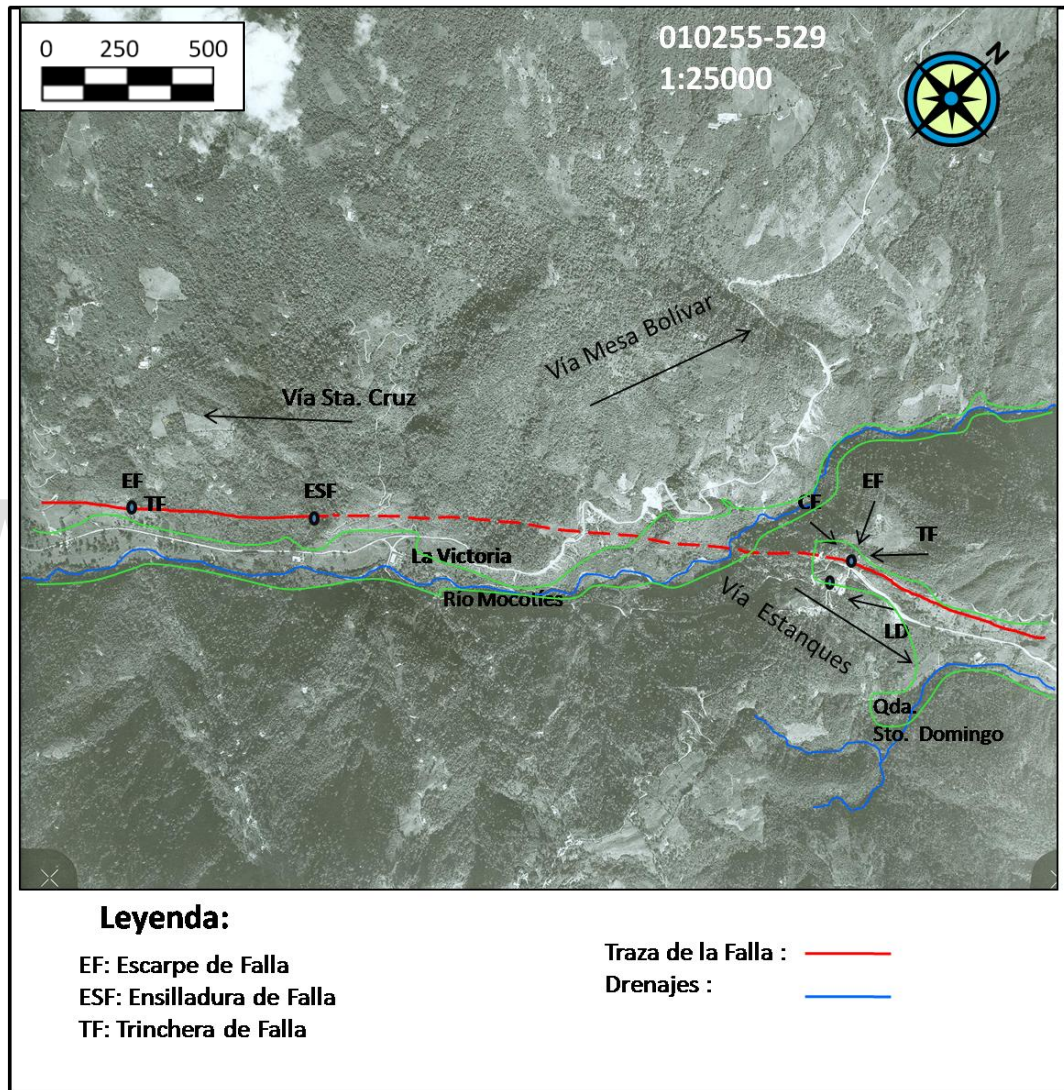 0 250 500
010255-529
1:25000
N
Vía Mesa Bolívar
Vía Sta. Cruz
EF
TF
ESF
CF
EF
TF
La Victoria
Rio Mocotíes
Vía Estanques
LD
Qda.
Sto. Domingo
Leyenda:
EF: Escarpe de Falla
ESF: Ensilladura de Falla
TF: Trinchera de Falla
Traza de la Falla :
Drenajes :